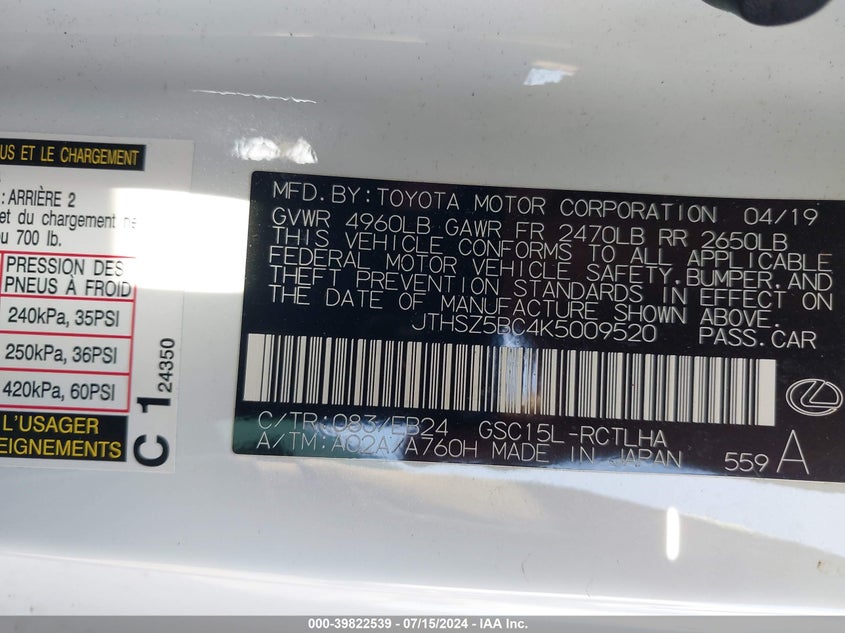 US ET LE CHARGEMENT
: ARRIÈRE 2
et du chargement ne
ou 700 lb.
PRESSION DES
PNEUS À FROID
240kPa, 35PSI
250kPa, 36PSI
420kPa, 60PSI
L'USAGER
EIGNEMENTS
C 1 24350
MFD. BY: TOYOTA MOTOR CORPORATION 04/19
GVWR 4960LB GAWR FR 2470LB RR 2650LB
THIS VEHICLE CONFORMS TO ALL APPLICABLE
FEDERAL MOTOR VEHICLE SAFETY, BUMPER, AND
THEFT PREVENTION STANDARDS IN EFFECT ON
THE DATE OF MANUFACTURE SHOWN ABOVE.
JTHSZ5BC4K5009520 PASS. CAR
C/TR: 083/EB24 GSC15L-RCTLHA
A/TM: A02A/A760H MADE IN JAPAN
559 A
000-39822539 - 07/15/2024 - IAA Inc.